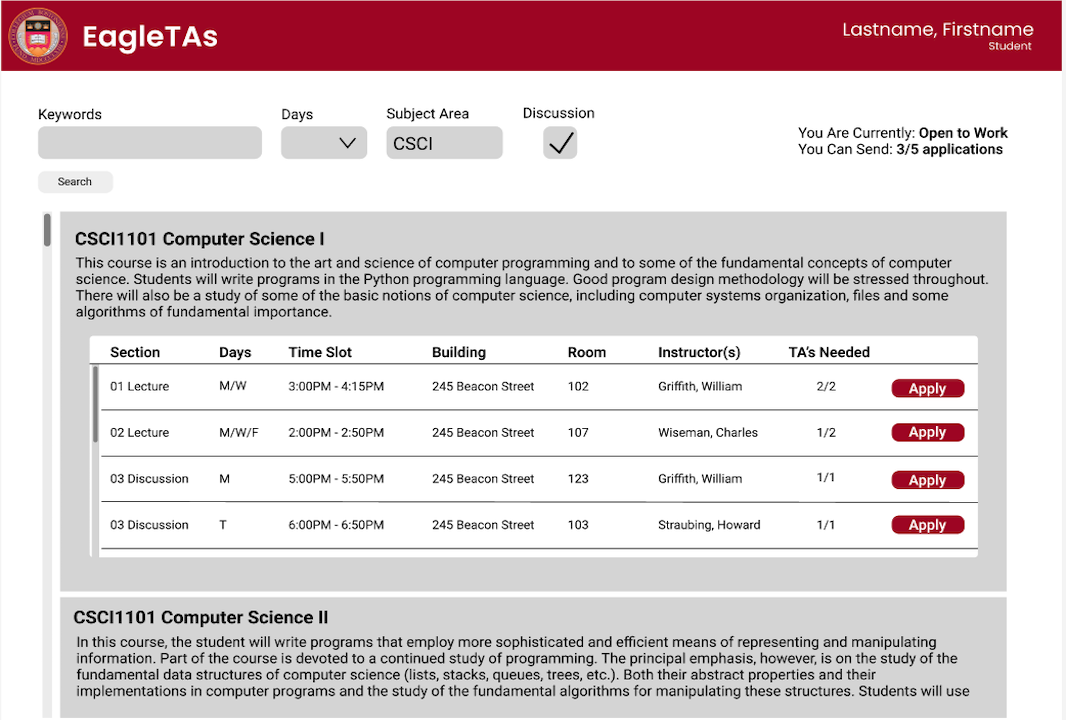 EagleTAs
Lastname, Firstname
Student
Keywords
Days
Subject Area
Discussion
CSCI
You Are Currently: Open to Work
You Can Send: 3/5 applications
Search
CSCI1101 Computer Science I
This course is an introduction to the art and science of computer programming and to some of the fundamental concepts of computer
science. Students will write programs in the Python programming language. Good program design methodology will be stressed throughout.
There will also be a study of some of the basic notions of computer science, including computer systems organization, files and some
algorithms of fundamental importance.
Section Days Time Slot Building Room Instructor(s) TA's Needed
01 Lecture M/W 3:00PM - 4:15PM 245 Beacon Street 102 Griffith, William 2/2 Apply
02 Lecture M/W/F 2:00PM - 2:50PM 245 Beacon Street 107 Wiseman, Charles 1/2 Apply
03 Discussion M 5:00PM - 5:50PM 245 Beacon Street 123 Griffith, William 1/1 Apply
03 Discussion T 6:00PM - 6:50PM 245 Beacon Street 103 Straubing, Howard 1/1 Apply
CSCI1101 Computer Science II
In this course, the student will write programs that employ more sophisticated and efficient means of representing and manipulating
information. Part of the course is devoted to a continued study of programming. The principal emphasis, however, is on the study of the
fundamental data structures of computer science (lists, stacks, queues, trees, etc.). Both their abstract properties and their
implementations in computer programs and the study of the fundamental algorithms for manipulating these structures. Students will use